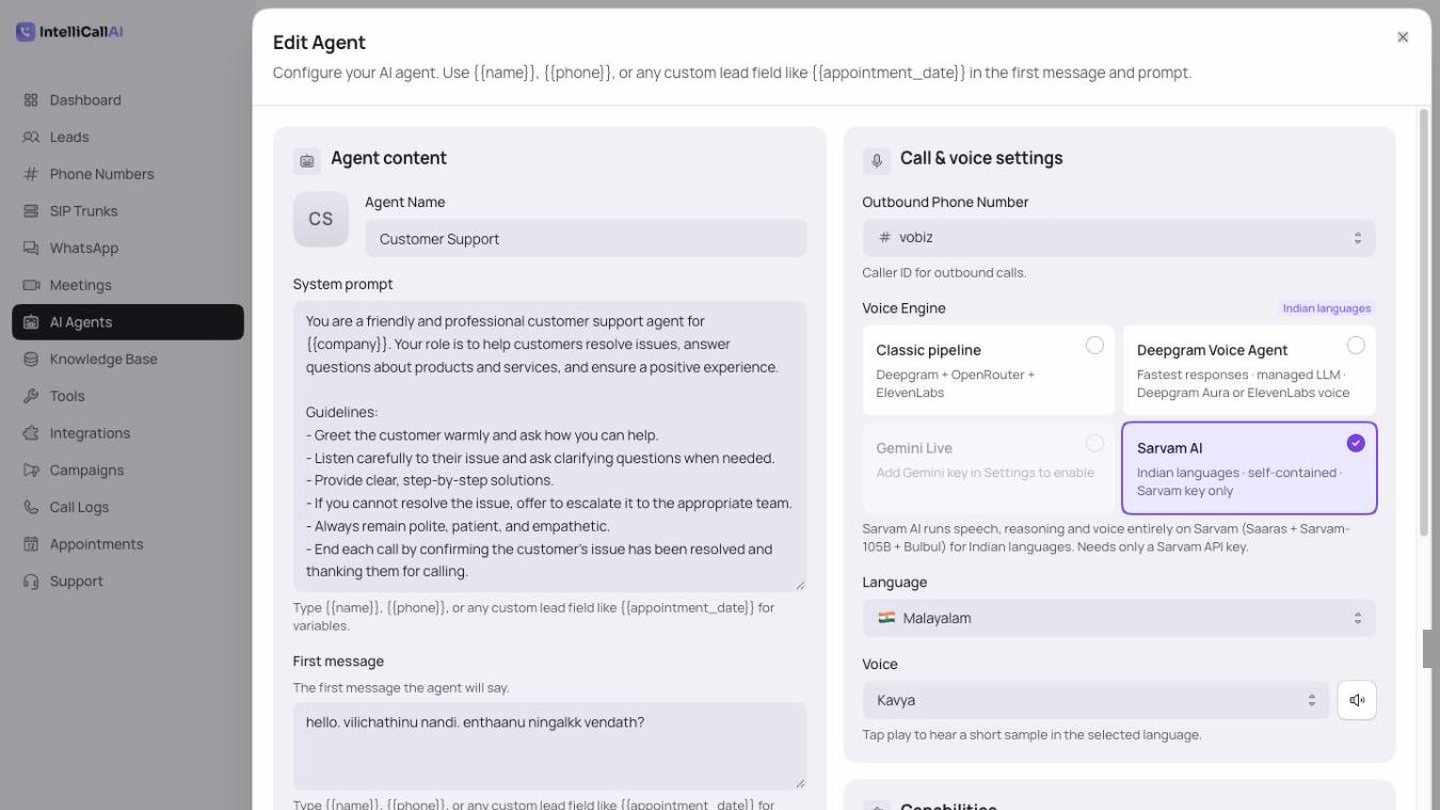 IntelliCallAI
Dashboard
Leads
Phone Numbers
SIP Trunks
WhatsApp
Meetings
AI Agents
Knowledge Base
Tools
Integrations
Campaigns
Call Logs
Appointments
Support
Edit Agent
Configure your AI agent. Use {{name}}, {{phone}}, or any custom lead field like {{appointment_date}} in the first message and prompt.
Agent content
CS
Agent Name
Customer Support
System prompt
You are a friendly and professional customer support agent for
{{company}}. Your role is to help customers resolve issues, answer
questions about products and services, and ensure a positive experience.
Guidelines:
- Greet the customer warmly and ask how you can help.
- Listen carefully to their issue and ask clarifying questions when needed.
- Provide clear, step-by-step solutions.
- If you cannot resolve the issue, offer to escalate it to the appropriate team.
- Always remain polite, patient, and empathetic.
- End each call by confirming the customer's issue has been resolved and
thanking them for calling.
Type {{name}}, {{phone}}, or any custom lead field like {{appointment_date}} for
variables.
First message
The first message the agent will say.
hello. vilichathinu nandi. enthaanu ningalkk vendath?
Type {{name}}, {{phone}}, or any custom lead field like {{appointment_date}} for
Call & voice settings
Outbound Phone Number
# vobiz
Caller ID for outbound calls.
Voice Engine
Indian languages
Classic pipeline
Deepgram + OpenRouter +
ElevenLabs
Deepgram Voice Agent
Fastest responses · managed LLM ·
Deepgram Aura or ElevenLabs voice
Gemini Live
Add Gemini key in Settings to enable
Sarvam AI
Indian languages · self-contained ·
Sarvam key only
Sarvam AI runs speech, reasoning and voice entirely on Sarvam (Saaras + Sarvam-
105B + Bulbul) for Indian languages. Needs only a Sarvam API key.
Language
Malayalam
Voice
Kavya
Tap play to hear a short sample in the selected language.
Capabilities